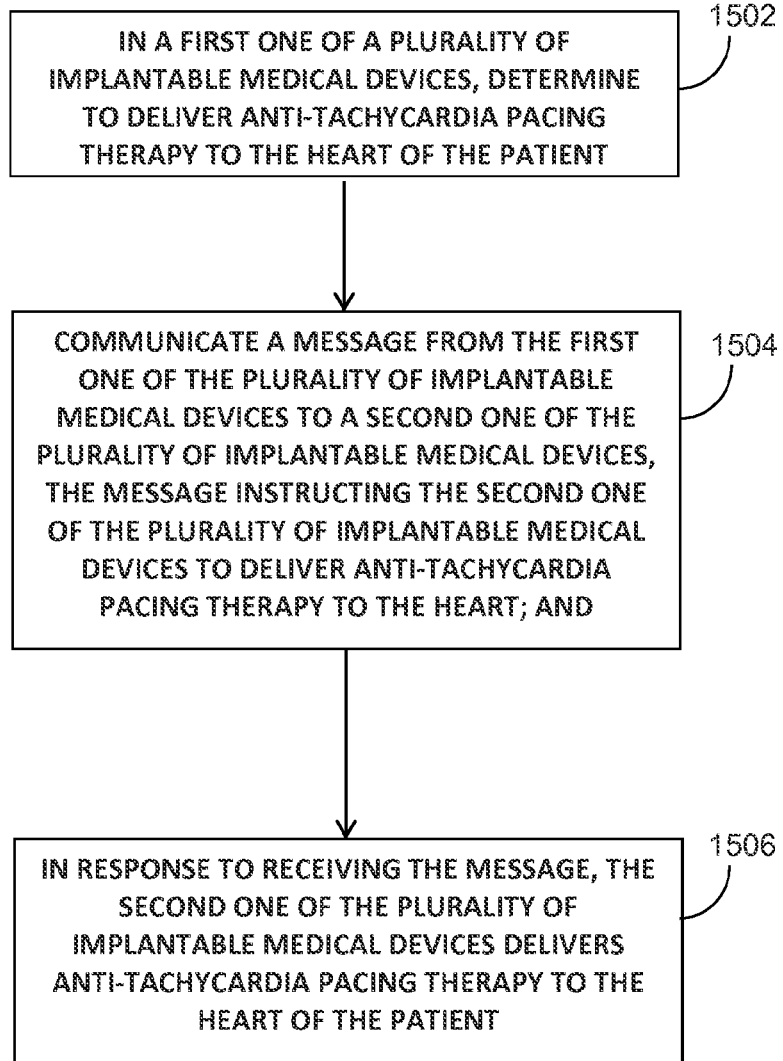 1502
IN A FIRST ONE OF A PLURALITY OF
IMPLANTABLE MEDICAL DEVICES, DETERMINE
TO DELIVER ANTI-TACHYCARDIA PACING
THERAPY TO THE HEART OF THE PATIENT
1504
COMMUNICATE A MESSAGE FROM THE FIRST
ONE OF THE PLURALITY OF IMPLANTABLE
MEDICAL DEVICES TO A SECOND ONE OF THE
PLURALITY OF IMPLANTABLE MEDICAL DEVICES,
THE MESSAGE INSTRUCTING THE SECOND ONE
OF THE PLURALITY OF IMPLANTABLE MEDICAL
DEVICES TO DELIVER ANTI-TACHYCARDIA
PACING THERAPY TO THE HEART; AND
1506
IN RESPONSE TO RECEIVING THE MESSAGE, THE
SECOND ONE OF THE PLURALITY OF
IMPLANTABLE MEDICAL DEVICES DELIVERS
ANTI-TACHYCARDIA PACING THERAPY TO THE
HEART OF THE PATIENT